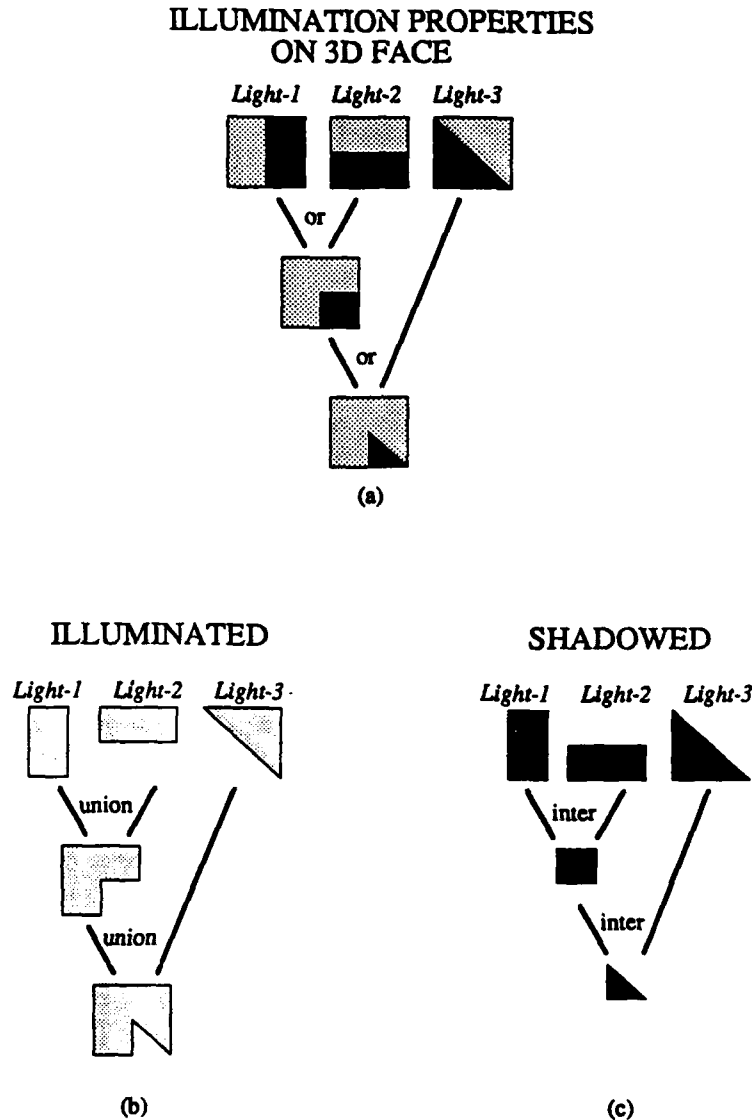 ILLUMINATION PROPERTIES
ON 3D FACE
Light-1 Light-2 Light-3
or
or
(a)
ILLUMINATED
Light-1 Light-2 Light-3
union
union
(b)
SHADOWED
Light-1 Light-2 Light-3
inter
inter
(c)